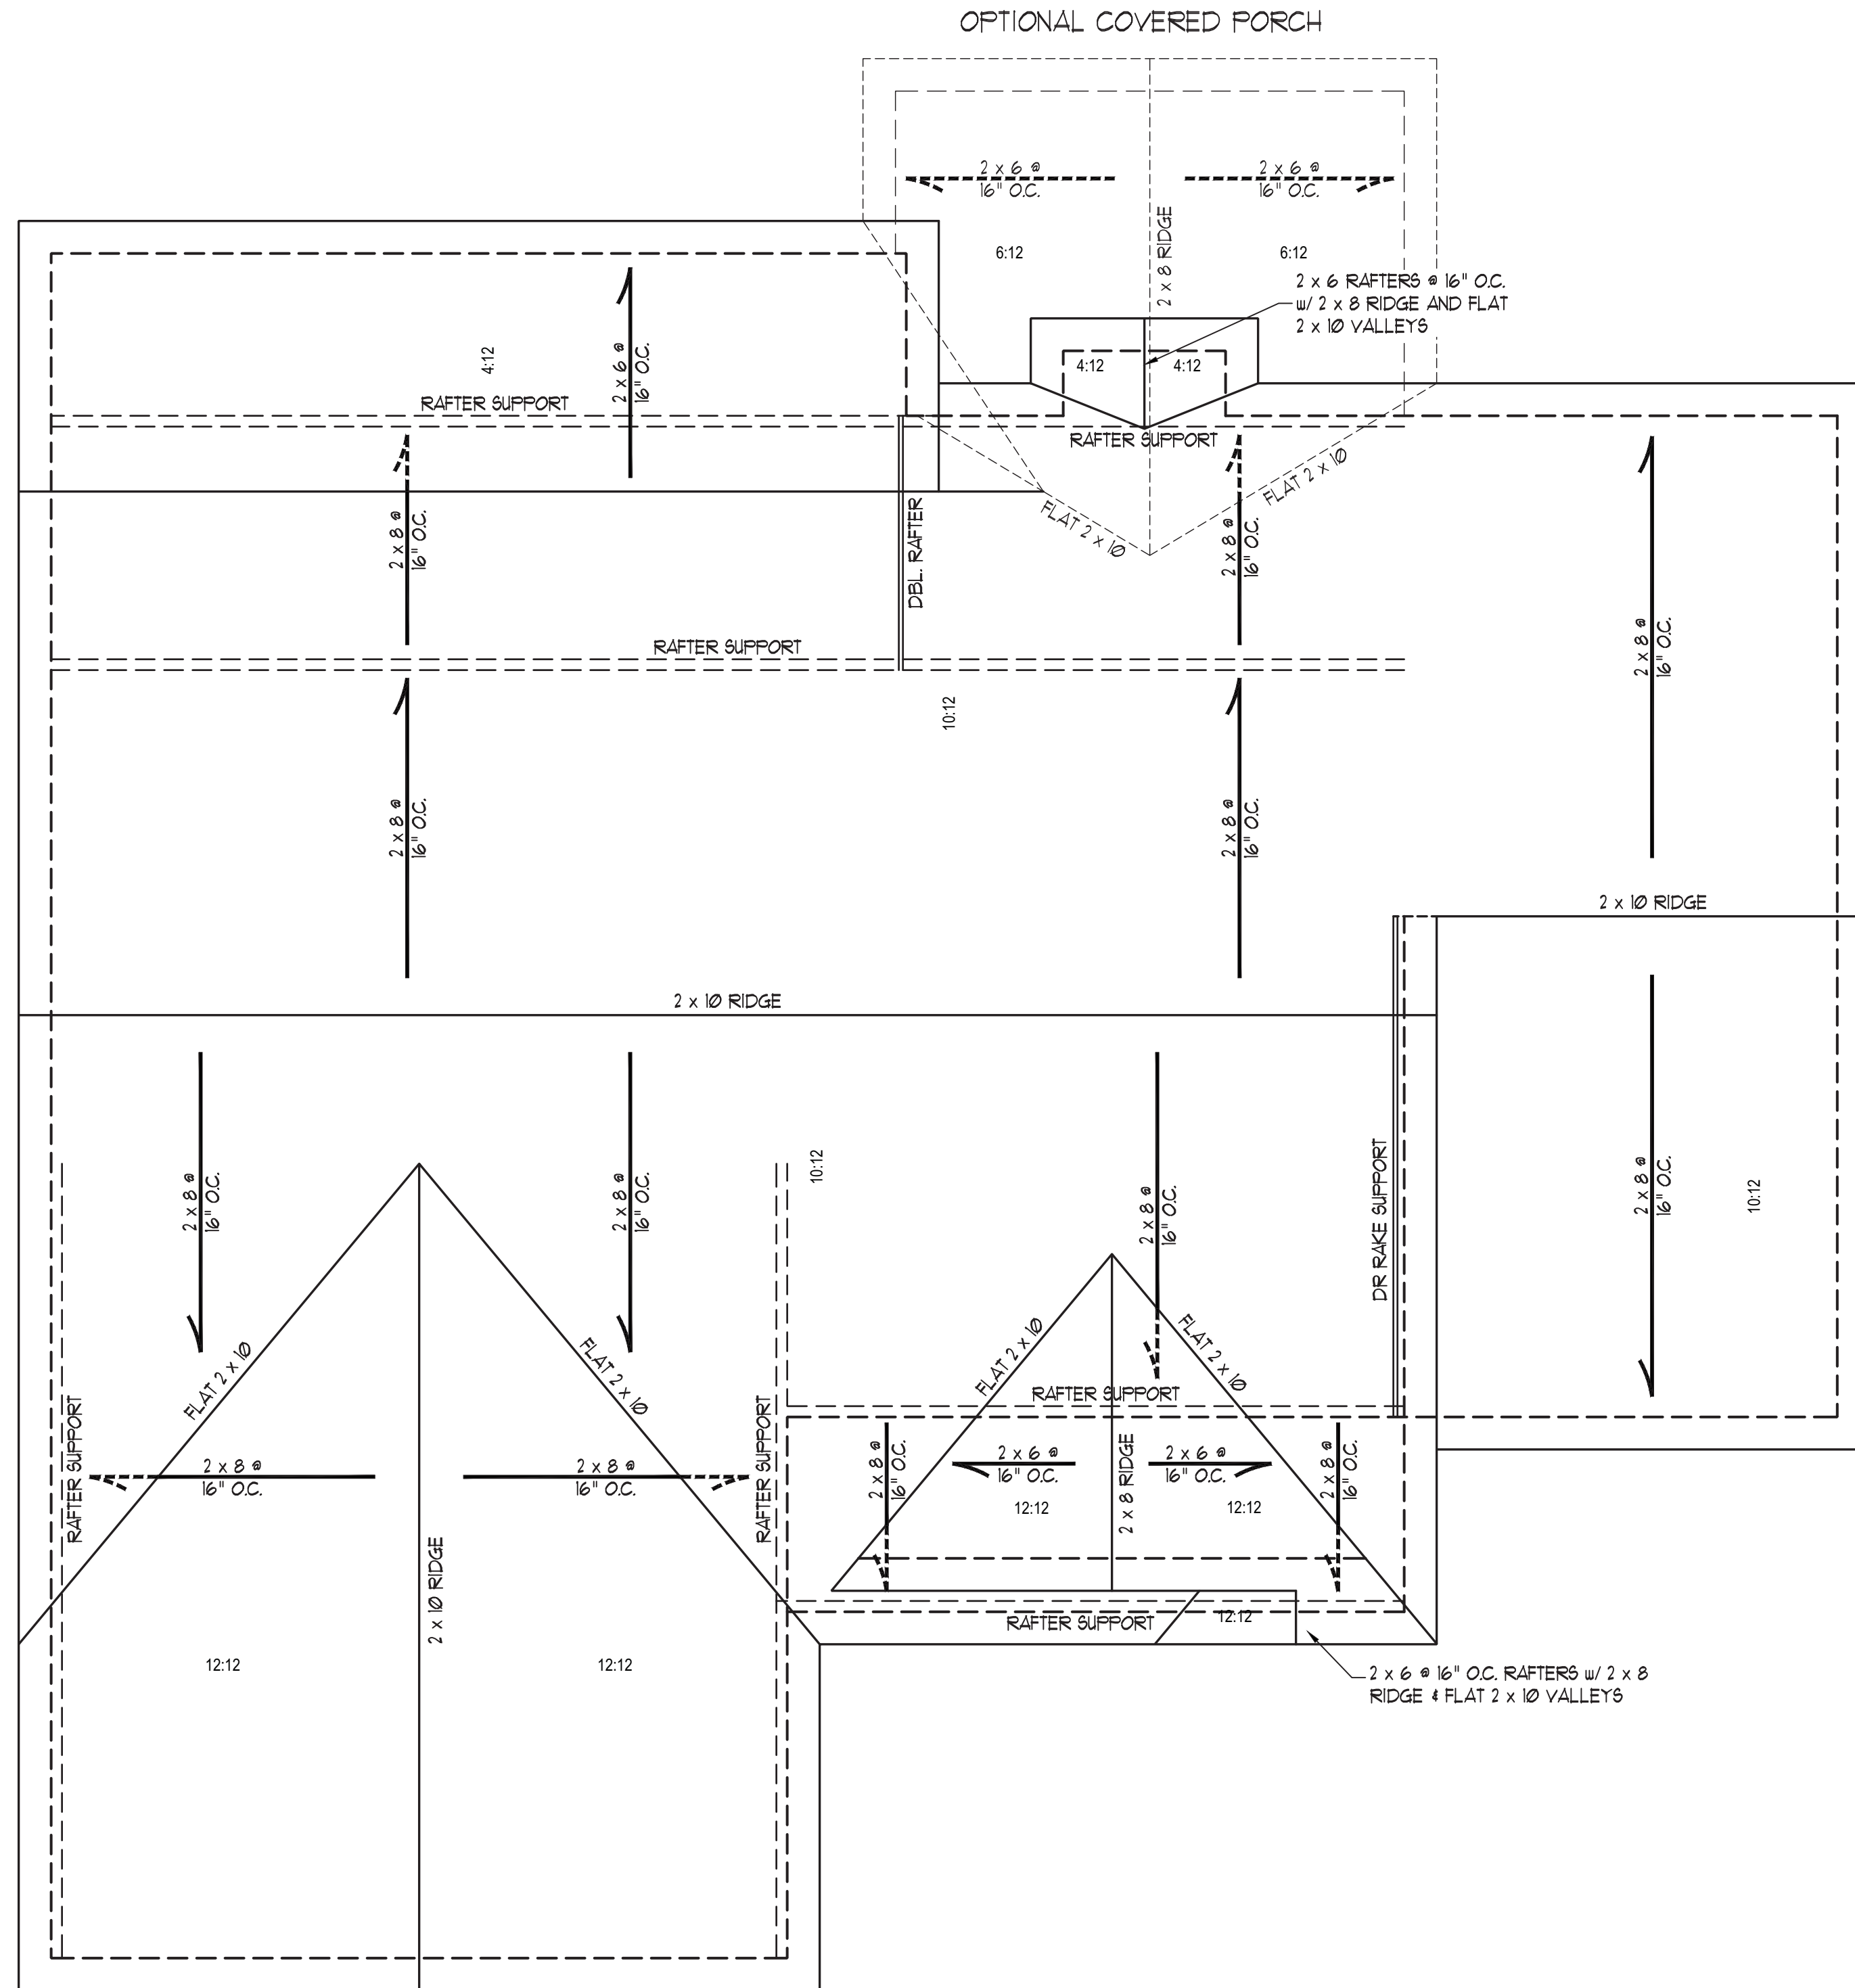 OPTIONAL COVERED PORCH
2 x 6 @
16" O.C.
2 x 6 @
16" O.C.
2 x 8 RIDGE
6:12
6:12
2 x 6 RAFTERS @ 16" O.C.
w/ 2 x 8 RIDGE AND FLAT
2 x 10 VALLEYS
4:12
2 x 6 @
16" O.C.
4:12
4:12
RAFTER SUPPORT
RAFTER SUPPORT
FLAT 2 x 10
FLAT 2 x 10
2 x 8 @
16" O.C.
DBL. RAFTER
2 x 8 @
16" O.C.
2 x 8 @
16" O.C.
RAFTER SUPPORT
10:12
2 x 8 @
16" O.C.
2 x 8 @
16" O.C.
2 x 10 RIDGE
2 x 10 RIDGE
2 x 8 @
16" O.C.
2 x 8 @
16" O.C.
10:12
2 x 8 @
16" O.C.
DR RAKE SUPPORT
2 x 8 @
16" O.C.
10:12
FLAT 2 x 10
FLAT 2 x 10
FLAT 2 x 10
FLAT 2 x 10
RAFTER SUPPORT
RAFTER SUPPORT
RAFTER SUPPORT
2 x 8 @
16" O.C.
2 x 8 @
16" O.C.
2 x 8 @
16" O.C.
2 x 6 @
16" O.C.
2 x 8 RIDGE
2 x 6 @
16" O.C.
2 x 8 @
16" O.C.
12:12
12:12
2 x 10 RIDGE
RAFTER SUPPORT
12:12
12:12
12:12
2 x 6 @ 16" O.C. RAFTERS w/ 2 x 8
RIDGE & FLAT 2 x 10 VALLEYS